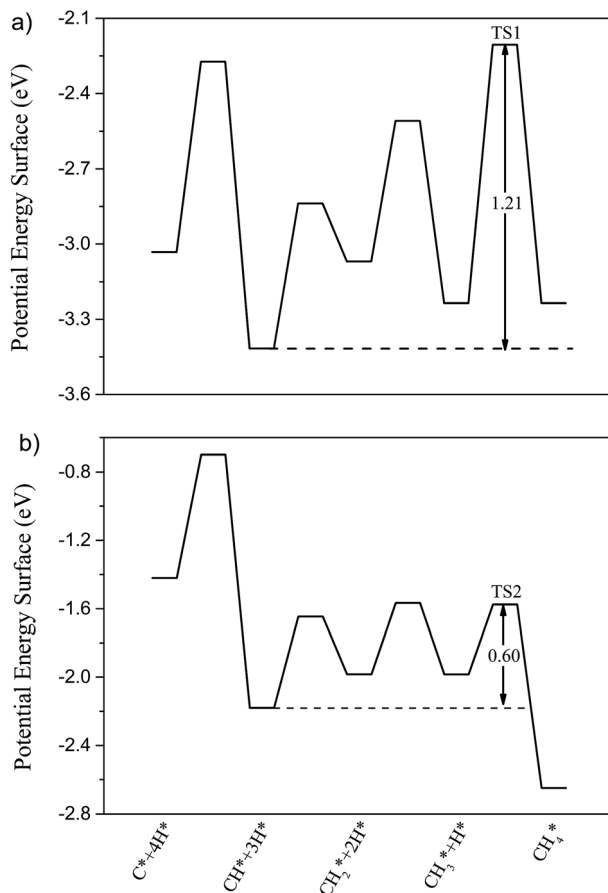 a)
Potential Energy Surface (eV)
-2.1
-2.4
-2.7
-3.0
-3.3
-3.6
TS1
1.21
b)
Potential Energy Surface (eV)
-0.8
-1.2
-1.6
-2.0
-2.4
-2.8
TS2
0.60
C*+4H*
CH*+3H*
CH₂*+2H*
CH₃*+H*
CH₄*